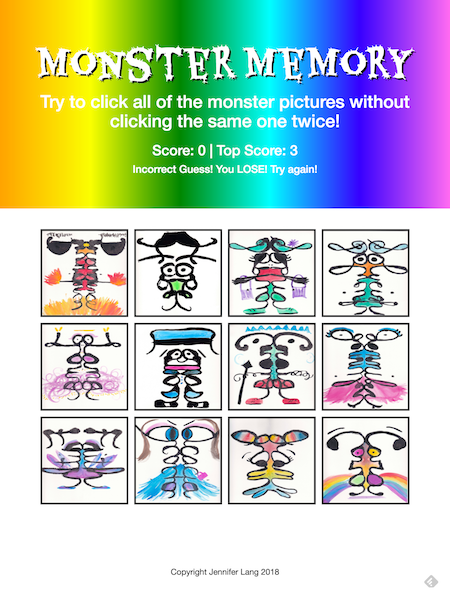 MONSTER MEMORY
Try to click all of the monster pictures without
clicking the same one twice!
Score: 0 | Top Score: 3
Incorrect Guess! You LOSE! Try again!
Copyright Jennifer Lang 2018